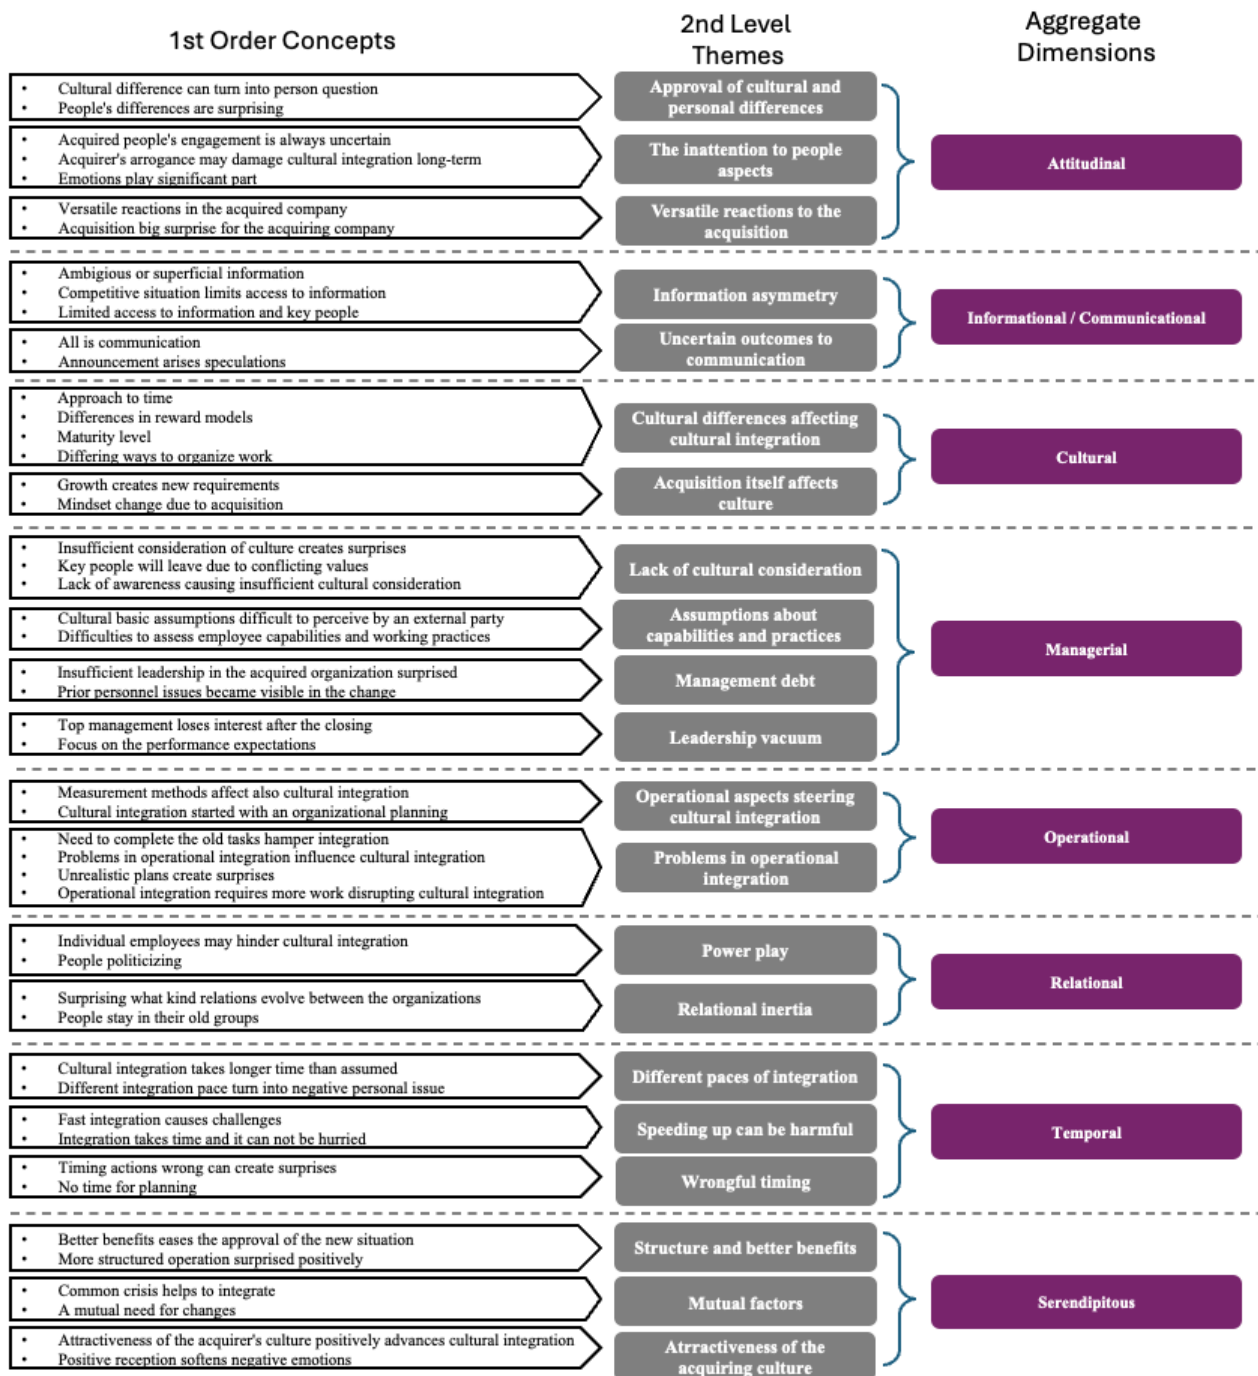 1st Order Concepts
2nd Level
Themes
Aggregate
Dimensions
• Cultural difference can turn into person question
• People's differences are surprising
Approval of cultural and
personal differences
• Acquired people's engagement is always uncertain
• Acquirer's arrogance may damage cultural integration long-term
• Emotions play significant part
The inattention to people
aspects
• Versatile reactions in the acquired company
• Acquisition big surprise for the acquiring company
Versatile reactions to the
acquisition
Attitudinal
• Ambigious or superficial information
• Competitive situation limits access to information
• Limited access to information and key people
Information asymmetry
• All is communication
• Announcement arises speculations
Uncertain outcomes to
communication
Informational / Communicational
• Approach to time
• Differences in reward models
• Maturity level
• Differing ways to organize work
Cultural differences affecting
cultural integration
• Growth creates new requirements
• Mindset change due to acquisition
Acquisition itself affects
culture
Cultural
• Insufficient consideration of culture creates surprises
• Key people will leave due to conflicting values
• Lack of awareness causing insufficient cultural consideration
Lack of cultural consideration
• Cultural basic assumptions difficult to perceive by an external party
• Difficulties to assess employee capabilities and working practices
Assumptions about
capabilities and practices
• Insufficient leadership in the acquired organization surprised
• Prior personnel issues became visible in the change
Management debt
• Top management loses interest after the closing
• Focus on the performance expectations
Leadership vacuum
Managerial
• Measurement methods affect also cultural integration
• Cultural integration started with an organizational planning
Operational aspects steering
cultural integration
• Need to complete the old tasks hamper integration
• Problems in operational integration influence cultural integration
• Unrealistic plans create surprises
• Operational integration requires more work disrupting cultural integration
Problems in operational
integration
Operational
• Individual employees may hinder cultural integration
• People politicizing
Power play
• Surprising what kind relations evolve between the organizations
• People stay in their old groups
Relational inertia
Relational
• Cultural integration takes longer time than assumed
• Different integration pace turn into negative personal issue
Different paces of integration
• Fast integration causes challenges
• Integration takes time and it can not be hurried
Speeding up can be harmful
• Timing actions wrong can create surprises
• No time for planning
Wrongful timing
Temporal
• Better benefits eases the approval of the new situation
• More structured operation surprised positively
Structure and better benefits
• Common crisis helps to integrate
• A mutual need for changes
Mutual factors
• Attractiveness of the acquirer's culture positively advances cultural integration
• Positive reception softens negative emotions
Atrractiveness of the
acquiring culture
Serendipitous